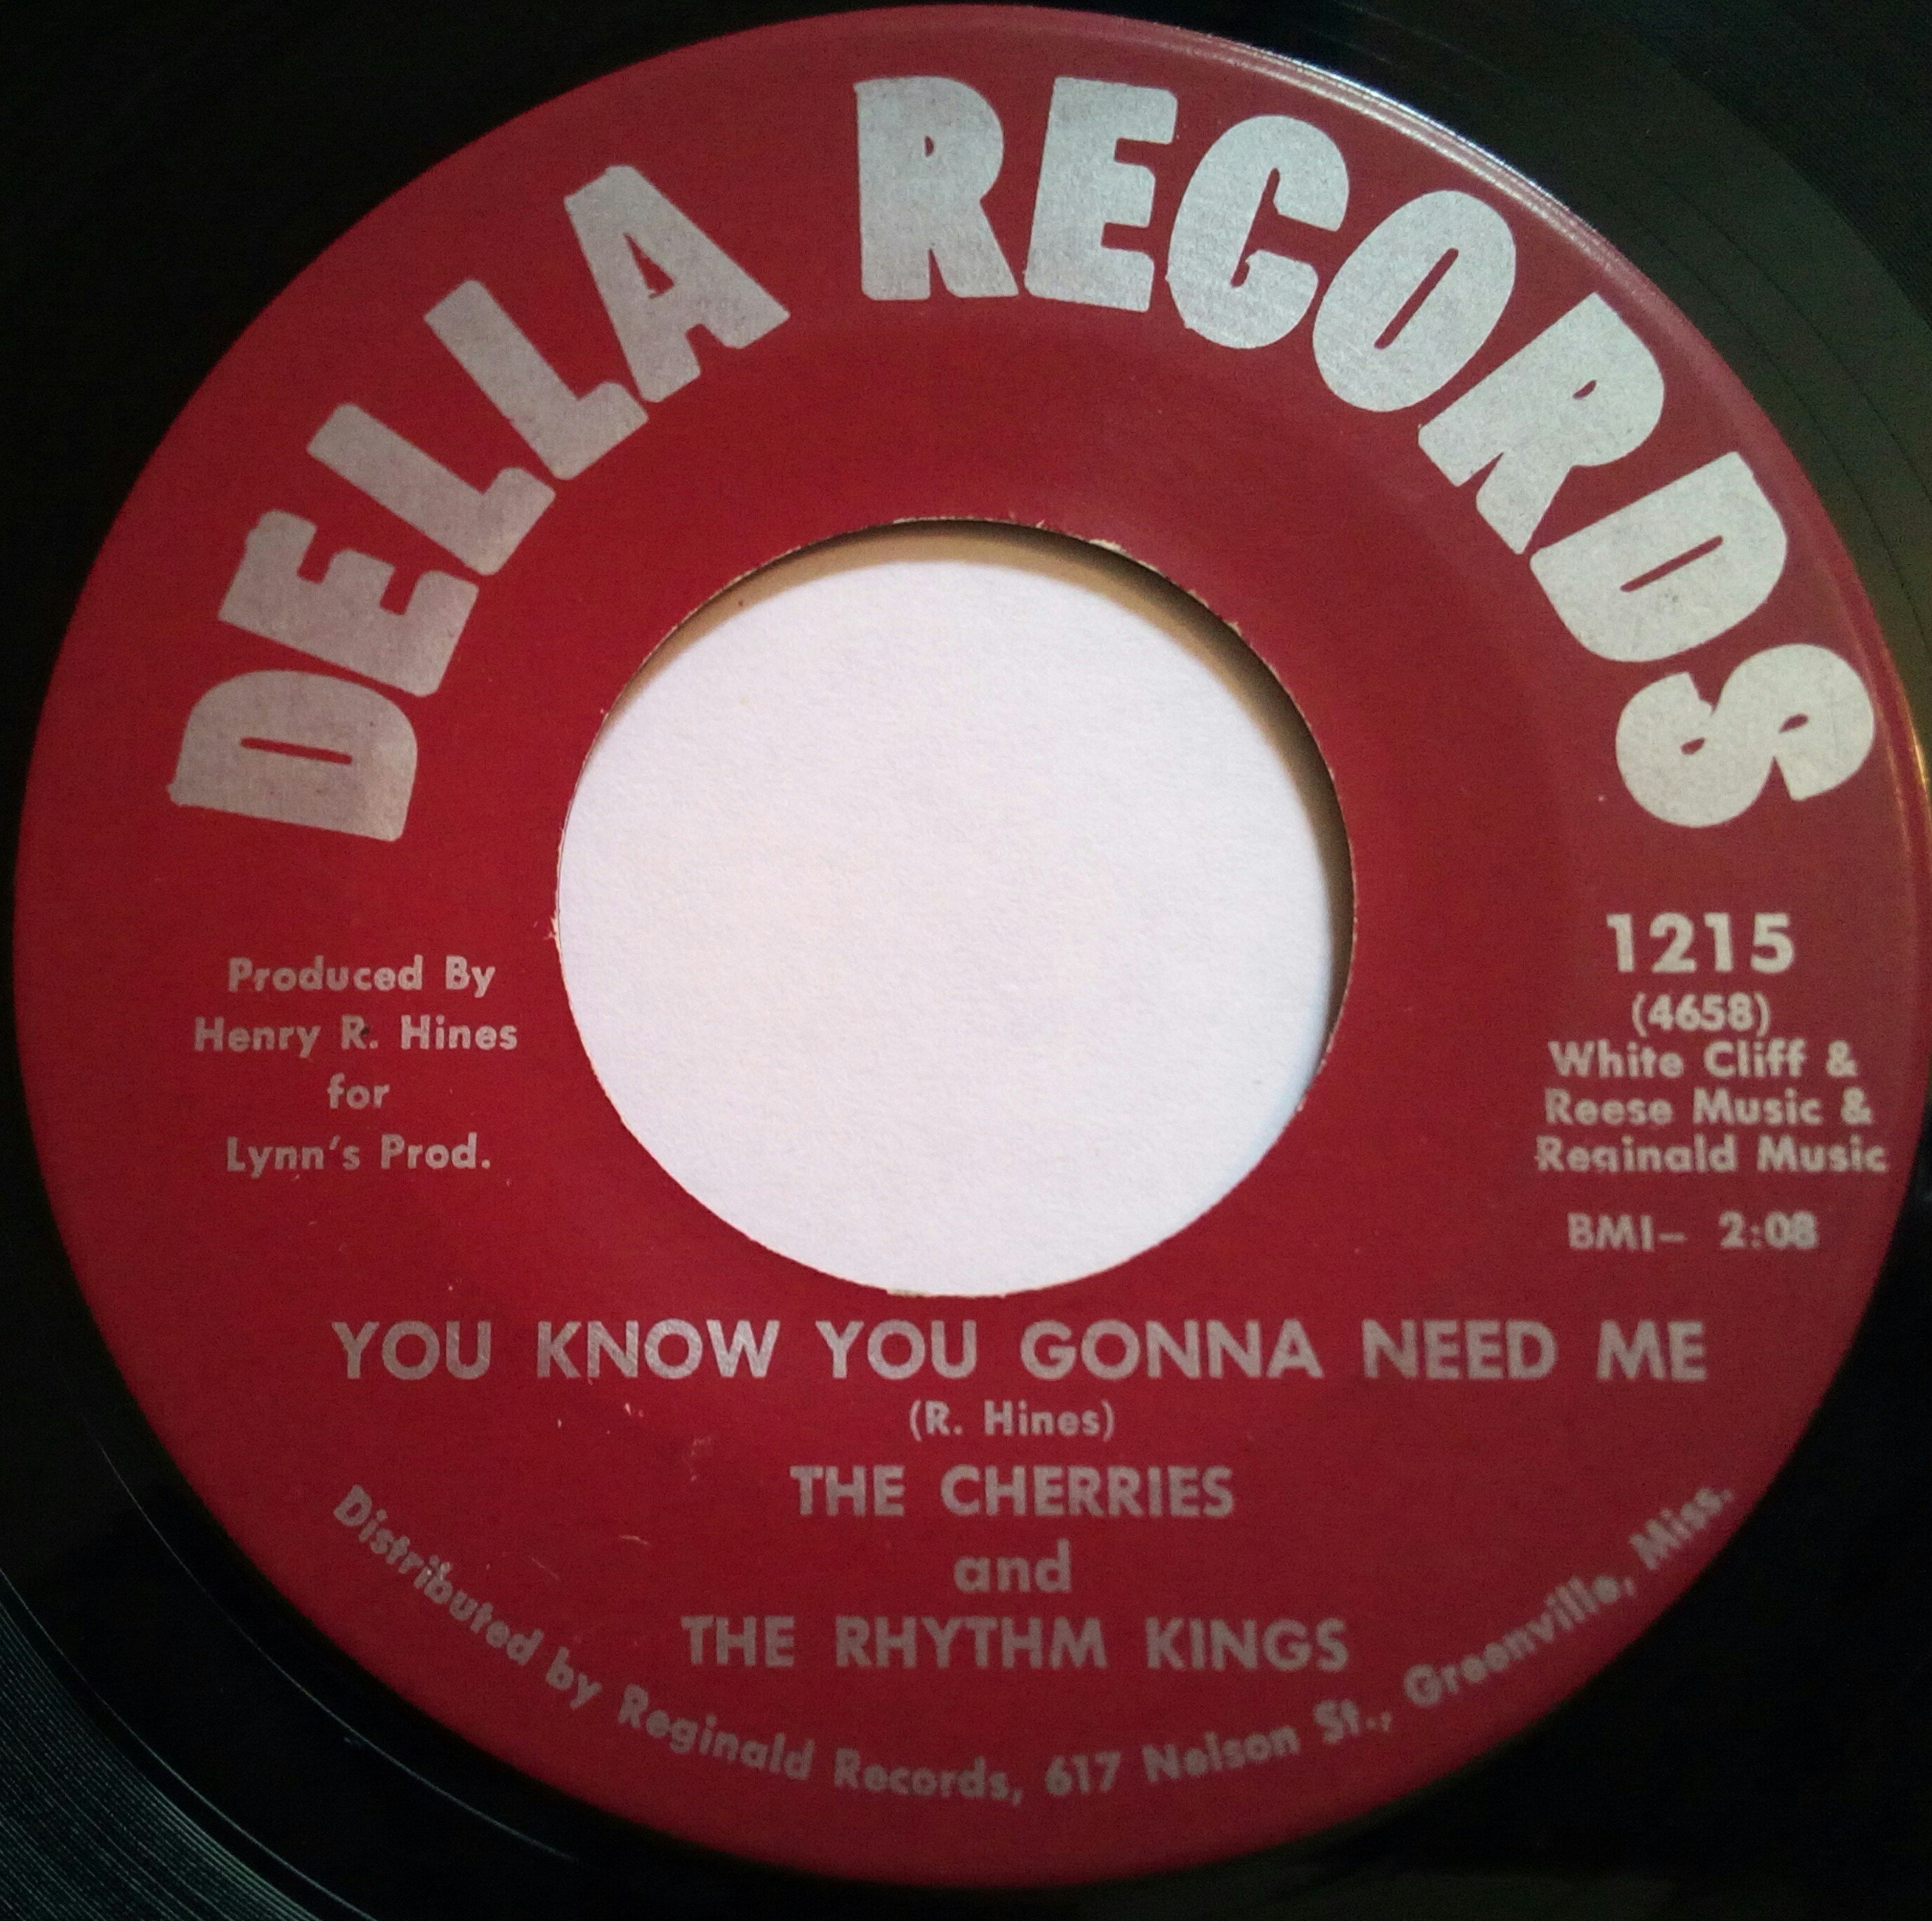 DELLA RECORDS
Produced By
Henry R. Hines
for
Lynn's Prod.
1215
(4658)
White Cliff &
Reese Music &
Reginald Music
BMI- 2:08
YOU KNOW YOU GONNA NEED ME
(R. Hines)
THE CHERRIES
and
THE RHYTHM KINGS
Distributed by Reginald Records, 617 Nelson St., Greenville, Miss.